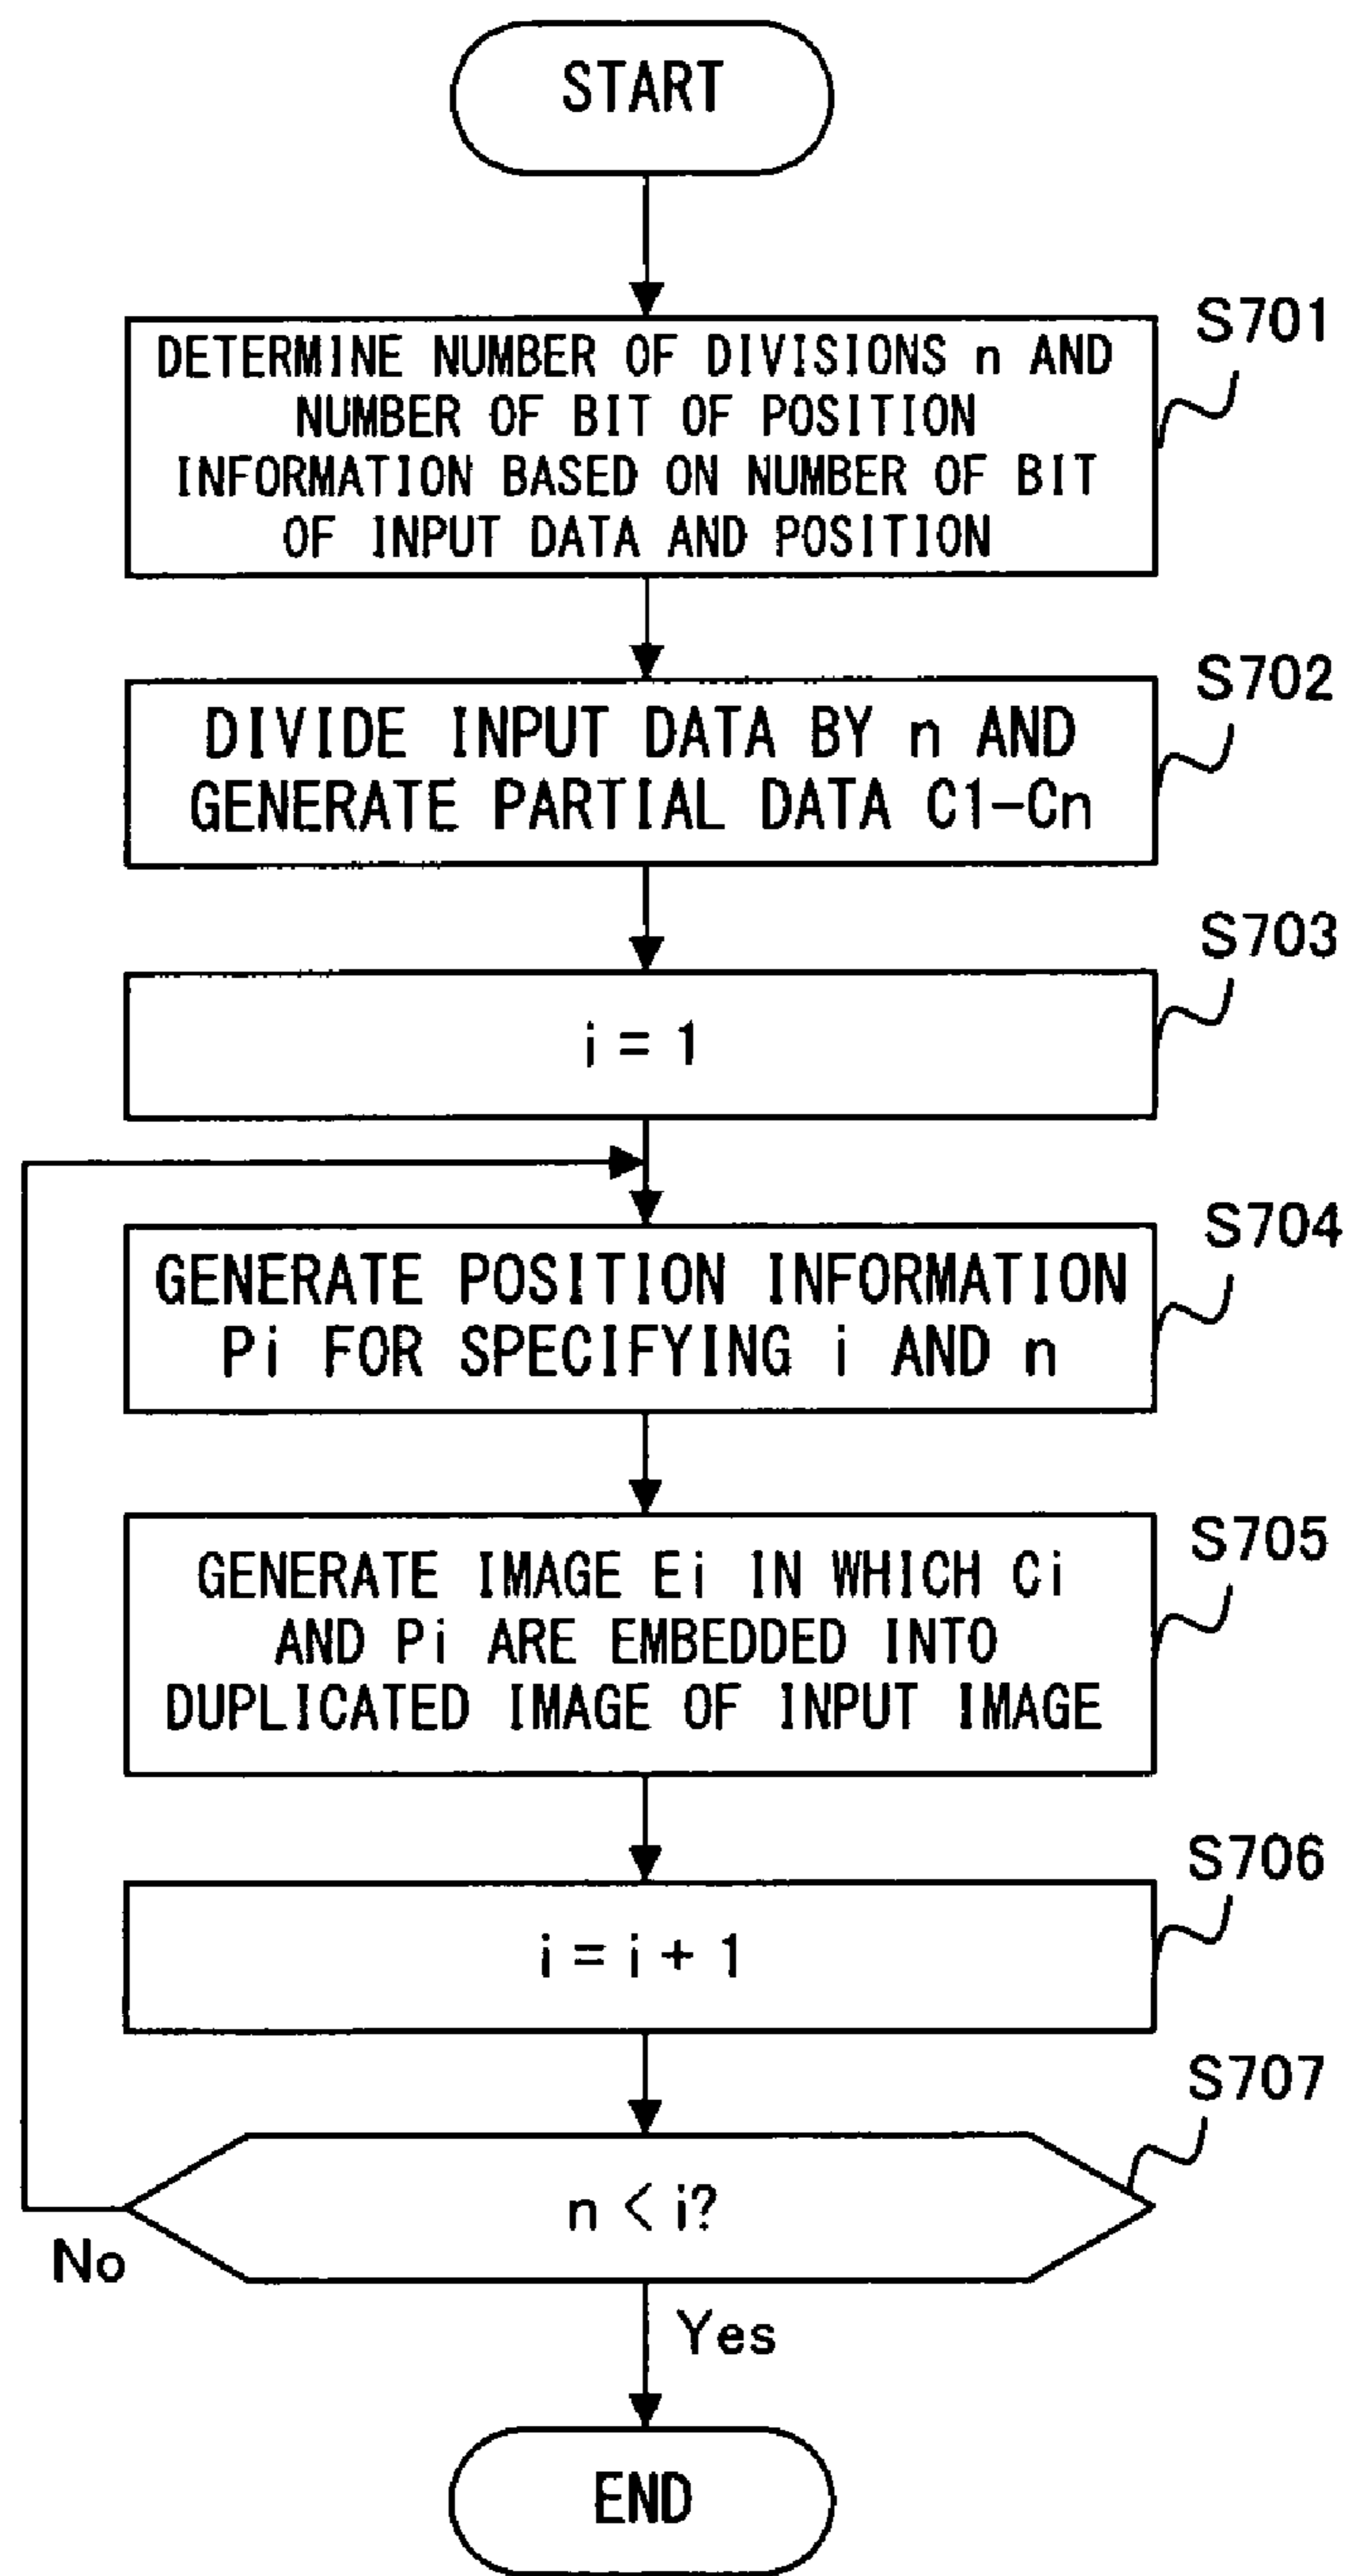 START
S701
DETERMINE NUMBER OF DIVISIONS n AND
NUMBER OF BIT OF POSITION
INFORMATION BASED ON NUMBER OF BIT
OF INPUT DATA AND POSITION
S702
DIVIDE INPUT DATA BY n AND
GENERATE PARTIAL DATA C1-Cn
S703
i = 1
S704
GENERATE POSITION INFORMATION
Pi FOR SPECIFYING i AND n
S705
GENERATE IMAGE Ei IN WHICH Ci
AND Pi ARE EMBEDDED INTO
DUPLICATED IMAGE OF INPUT IMAGE
S706
i = i + 1
S707
n < i?
No
Yes
END